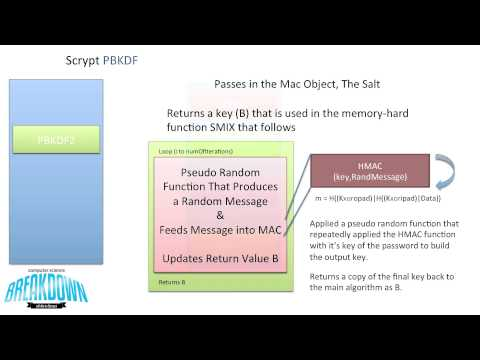 Scrypt PBKDF
Passes in the Mac Object, The Salt
Returns a key (B) that is used in the memory-hard
function SMIX that follows
PBKDF2
Loop (i to numOfIterations)
Pseudo Random
Function That Produces
a Random Message
&
Feeds Message into MAC
Updates Return Value B
Returns B
HMAC
(key,RandMessage)
m = H{(Kxoropad)|H{(Kxoripad)(Data)}
Applied a pseudo random function that
repeatedly applied the HMAC function
with it's key of the password to build
the output key.
Returns a copy of the final key back to
the main algorithm as B.
computer science
BREAKDOWN